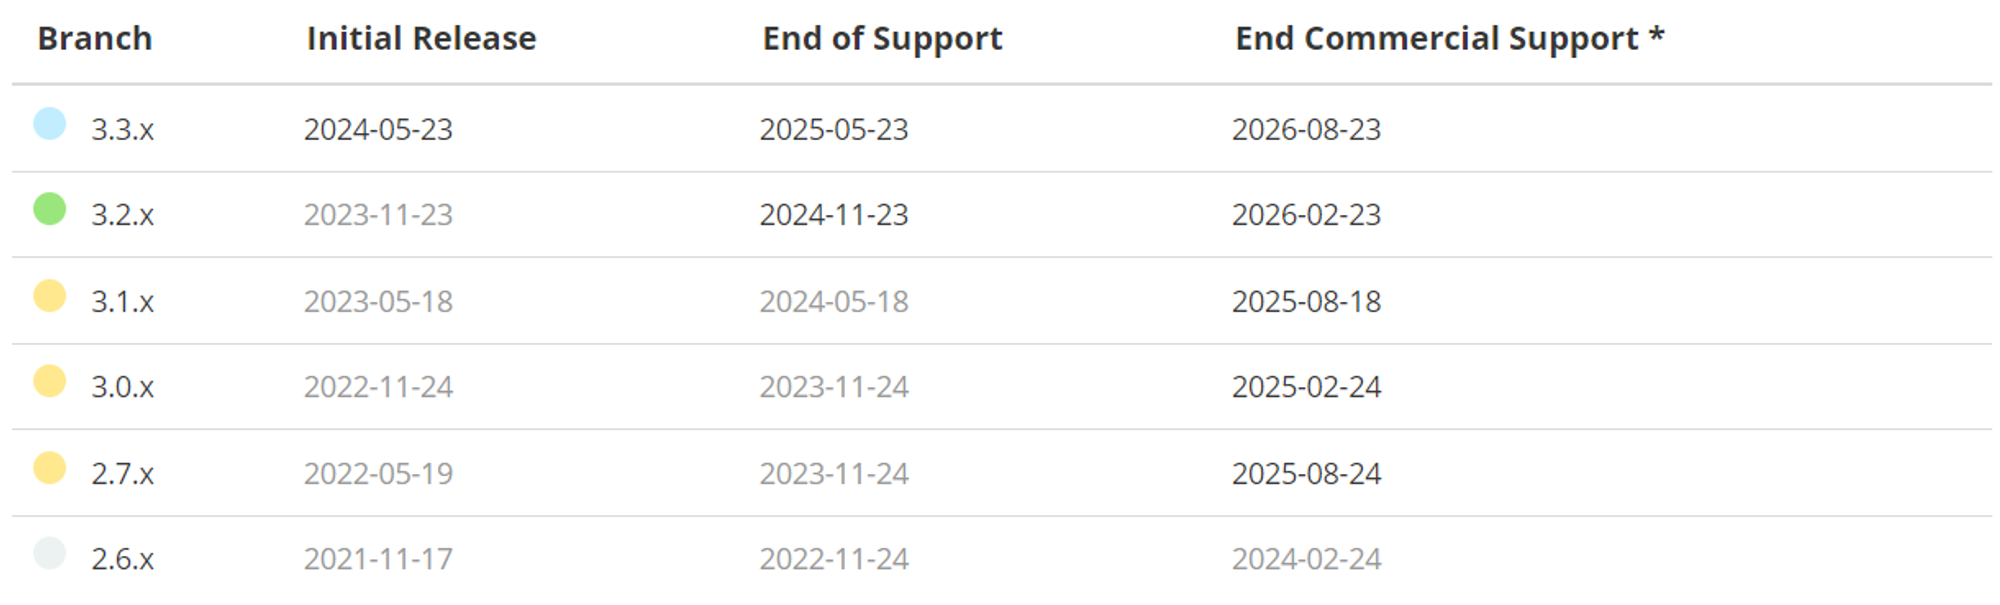 Branch Initial Release End of Support End Commercial Support *
3.3.x 2024-05-23 2025-05-23 2026-08-23
3.2.x 2023-11-23 2024-11-23 2026-02-23
3.1.x 2023-05-18 2024-05-18 2025-08-18
3.0.x 2022-11-24 2023-11-24 2025-02-24
2.7.x 2022-05-19 2023-11-24 2025-08-24
2.6.x 2021-11-17 2022-11-24 2024-02-24